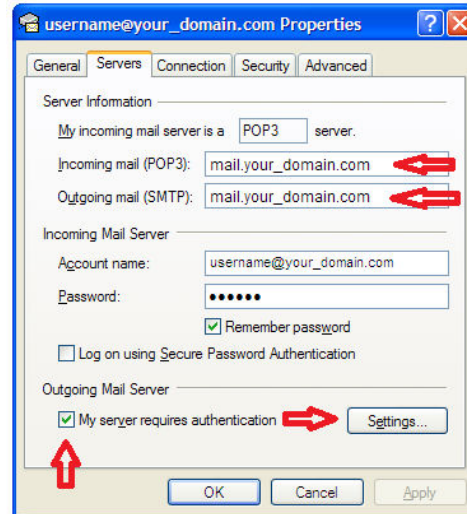 username@your_domain.com Properties
General Servers Connection Security Advanced
Server Information
My incoming mail server is a POP3 server.
Incoming mail (POP3): mail.your_domain.com
Outgoing mail (SMTP): mail.your_domain.com
Incoming Mail Server
Account name: username@your_domain.com
Password: ••••••
Remember password
Log on using Secure Password Authentication
Outgoing Mail Server
My server requires authentication Settings...
OK Cancel Apply